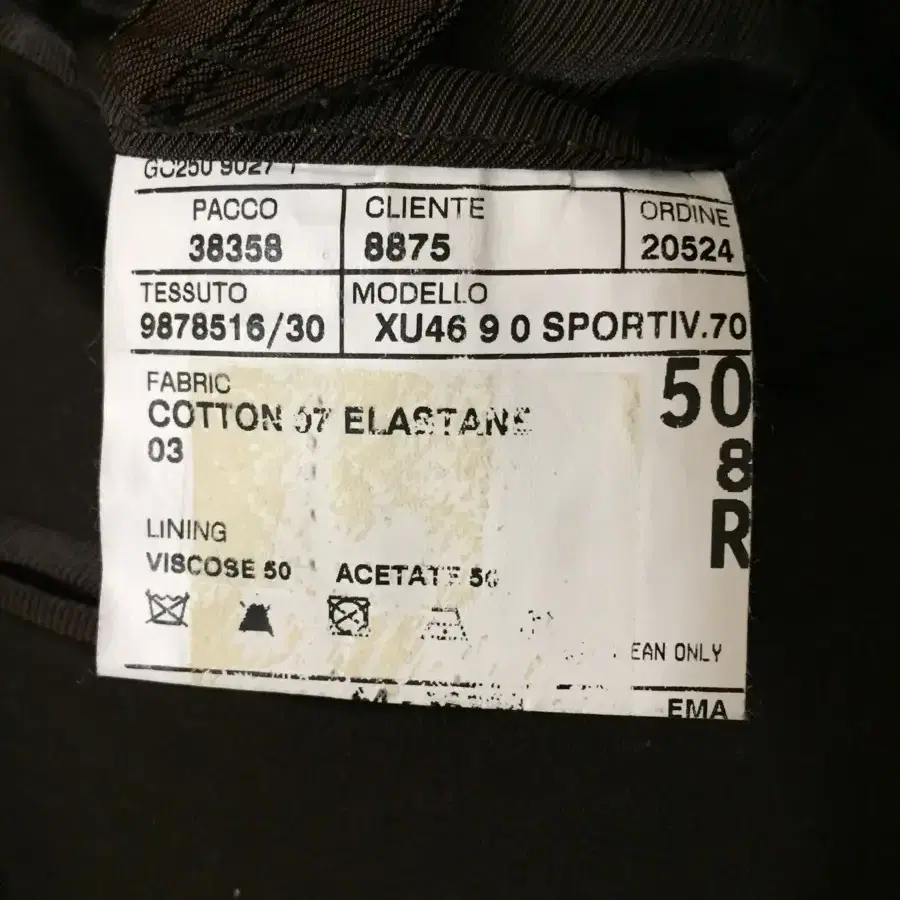 PACCO CLIENTE ORDINE
38358 8875 20524
TESSUTO MODELLO
9878516/30 XU46 9 0 SPORTIV.70
50
8
R
FABRIC
COTTON 97 ELASTANE
03
LINING
VISCOSE 50 ACETATE 50
ONLY
EMA